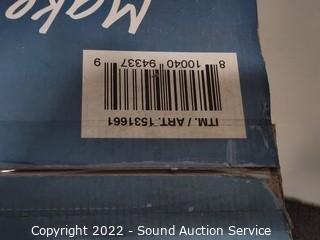 Make
ITM. / ART. 1531661
8 10040 94337 9
Copyright 2022 - Sound Auction Service